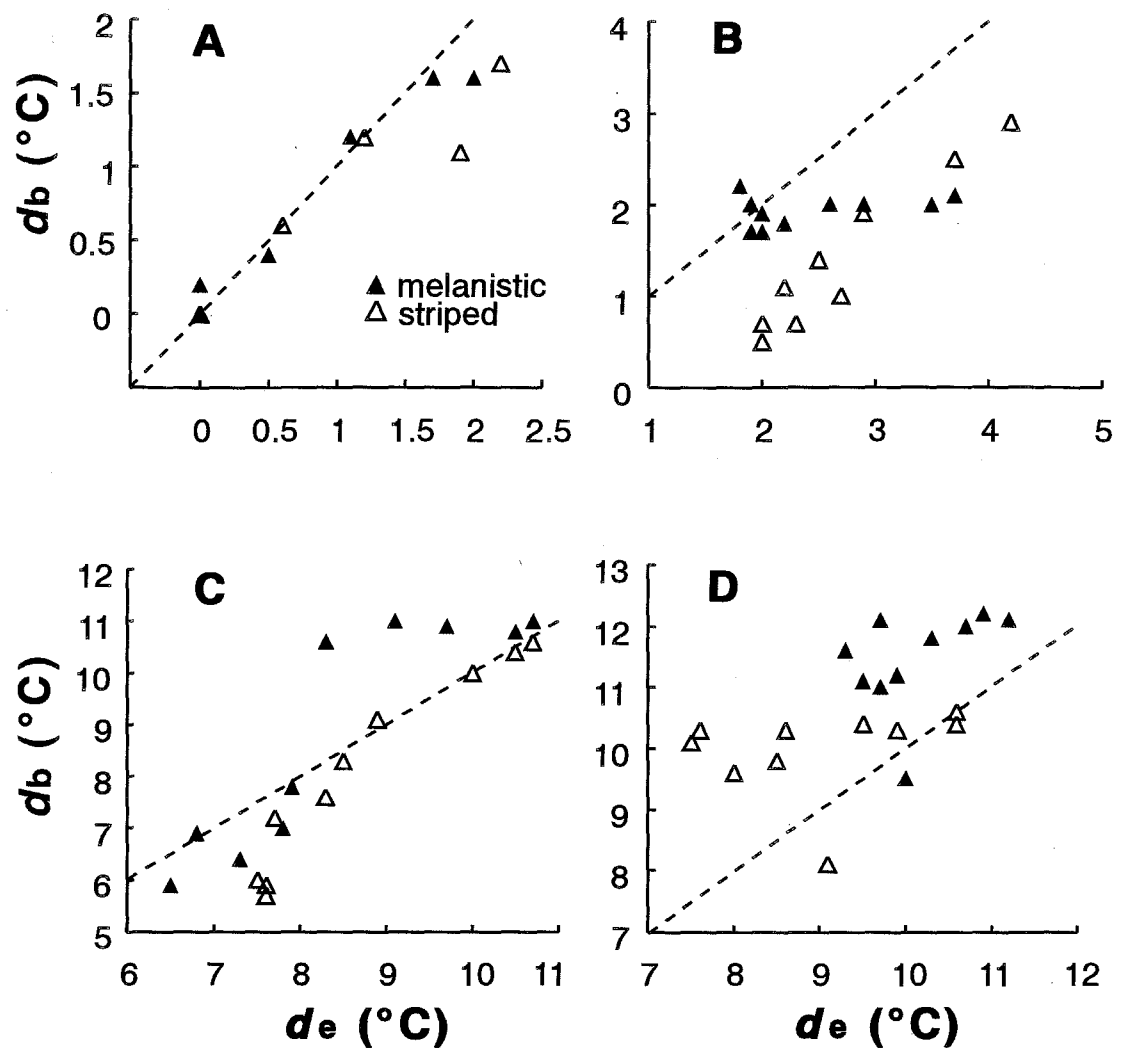 A
B
2
1.5
1
0.5
0
db (°C)
▲ melanistic
△ striped
0 0.5 1 1.5 2 2.5
4
3
2
1
0
1 2 3 4 5
C
D
12
11
10
9
8
7
6
5
db (°C)
6 7 8 9 10 11
de (°C)
13
12
11
10
9
8
7
7 8 9 10 11 12
de (°C)